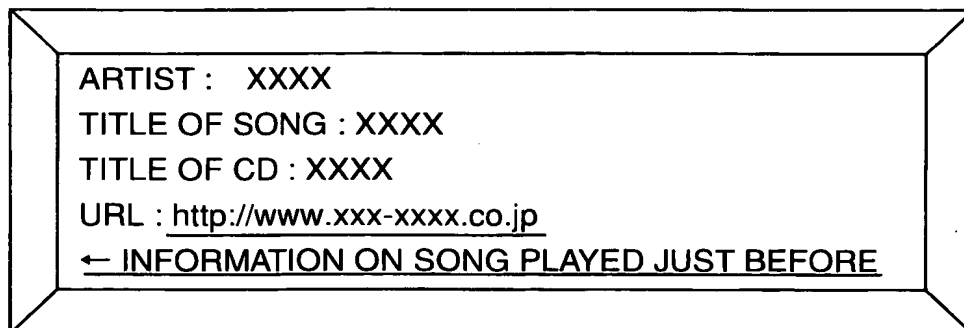 ARTIST : XXXX
TITLE OF SONG : XXXX
TITLE OF CD : XXXX
URL : http://www.xxx-xxxx.co.jp
← INFORMATION ON SONG PLAYED JUST BEFORE